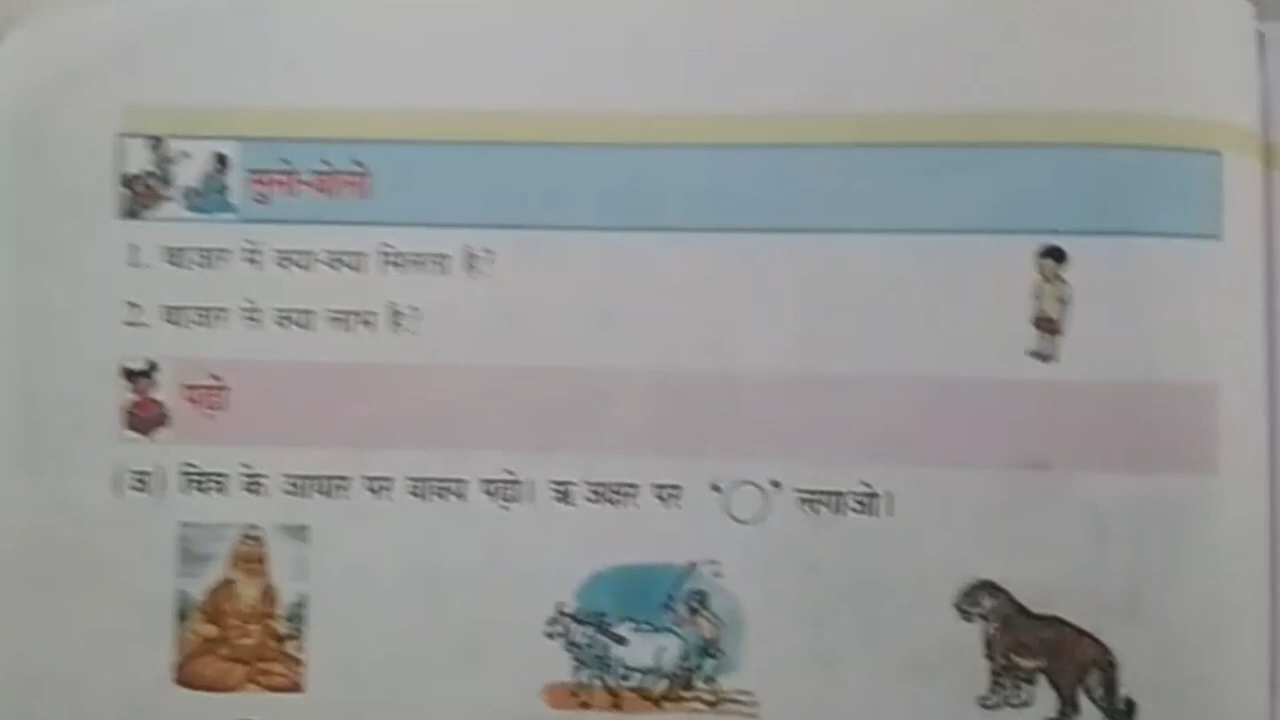 सुनो-बोलो
1. बाज़ार में क्या-क्या मिलता है?
2. बाज़ार से क्या लाभ है?
पढ़ो
(अ) चित्र के आधार पर वाक्य पढ़ो। ऋ अक्षर पर '○' लगाओ।